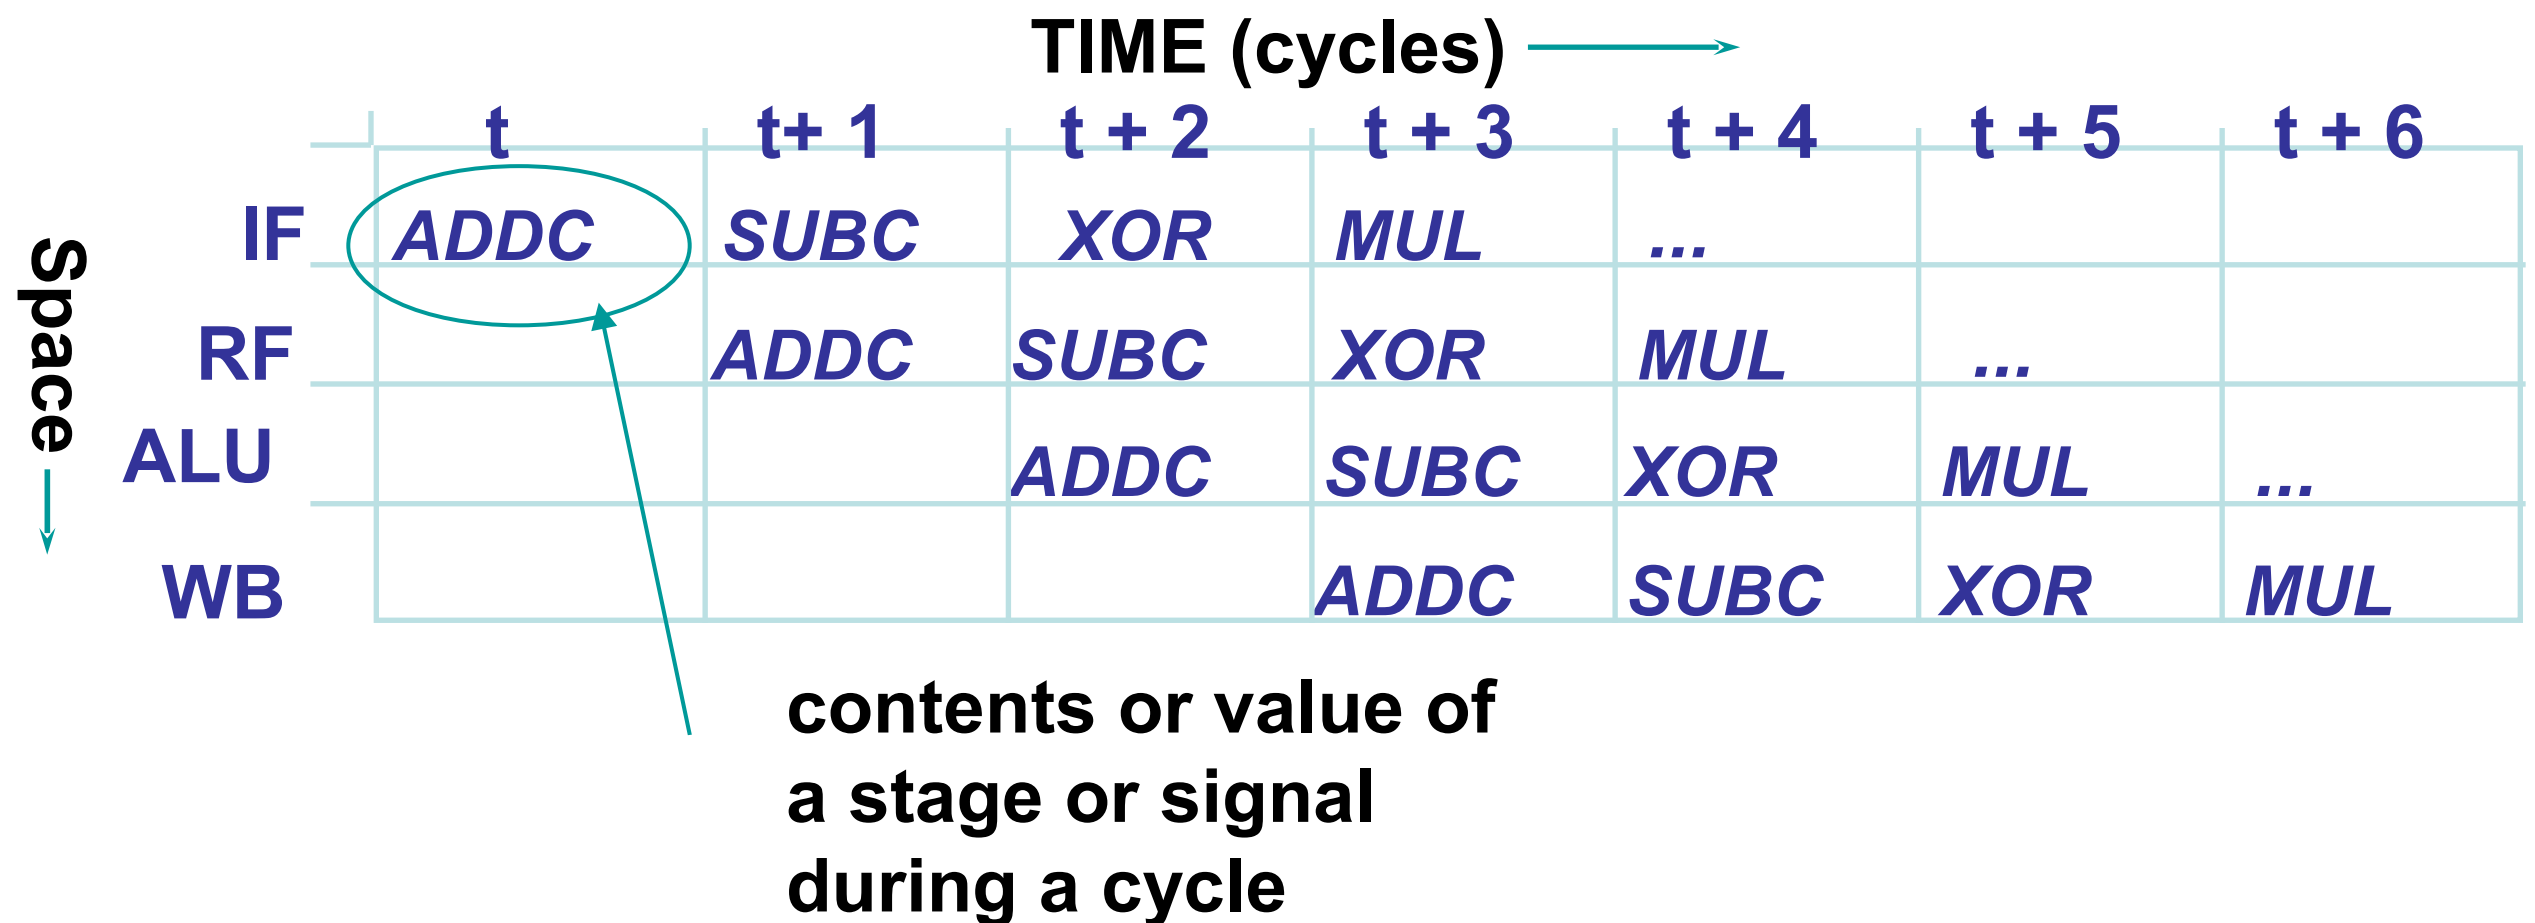 TIME (cycles)
t t+ 1 t + 2 t + 3 t + 4 t + 5 t + 6
Space
IF ADDC SUBC XOR MUL ...
RF ADDC SUBC XOR MUL ...
ALU ADDC SUBC XOR MUL ...
WB ADDC SUBC XOR MUL
contents or value of
a stage or signal
during a cycle